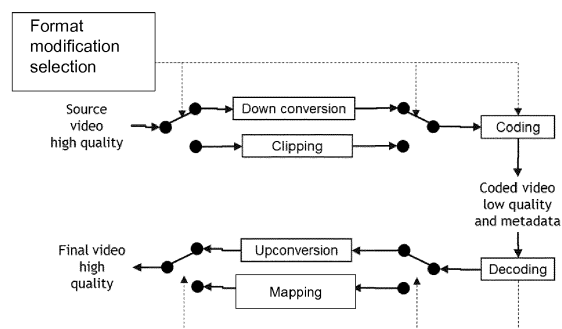 Format
modification
selection
Source
video
high quality
Down conversion
Clipping
Coding
Coded video
low quality
and metadata
Final video
high
quality
Upconversion
Mapping
Decoding